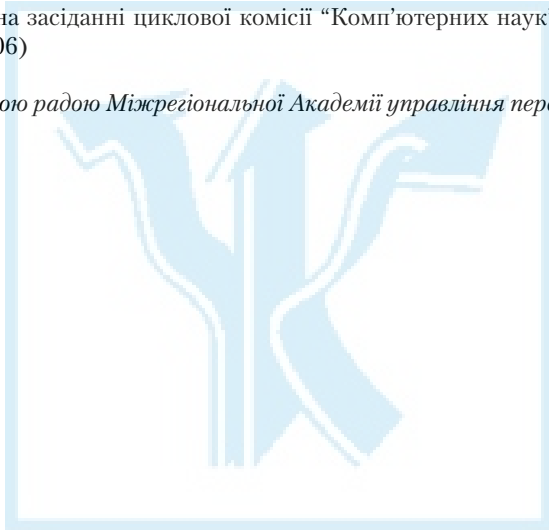 на засіданні циклової комісії “Комп’ютерних наук”
06)
ою радою Міжрегіональної Академії управління перс